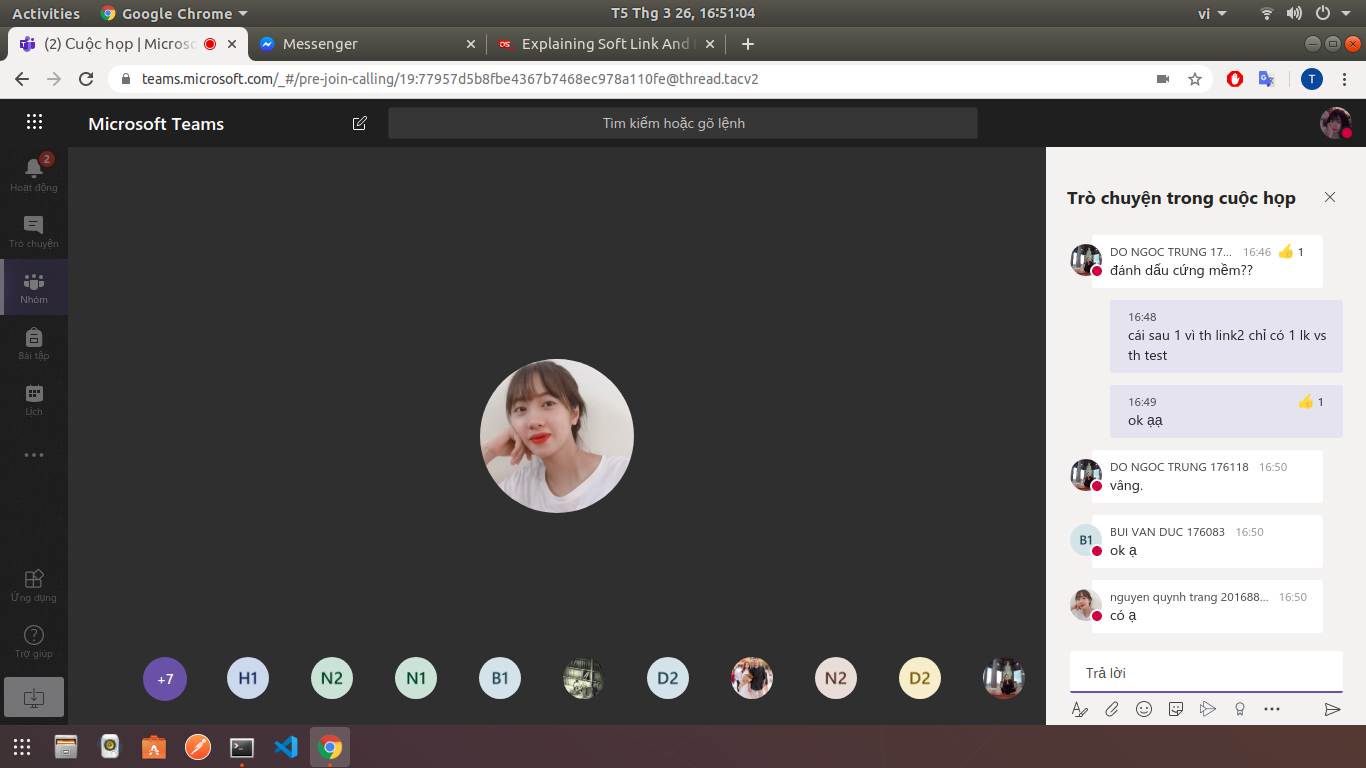 Activities
Google Chrome
T5 Thg 3 26, 16:51:04
vi
(2) Cuộc họp | Microso
Messenger
Explaining Soft Link And
teams.microsoft.com/_#/pre-join-calling/19:77957d5b8fbe4367b7468ec978a110fe@thread.tacv2
T
Microsoft Teams
Tìm kiếm hoặc gõ lệnh
2
Hoạt động
Trò chuyện
Nhóm
Bài tập
Lịch
Ứng dụng
Trợ giúp
+7
H1
N2
N1
B1
D2
N2
D2
Trò chuyện trong cuộc họp
DO NGOC TRUNG 17... 16:46 👍 1
đánh dấu cứng mềm??
16:48
cái sau 1 vì th link2 chỉ có 1 lk vs
th test
16:49 👍 1
ok ạạ
DO NGOC TRUNG 176118 16:50
vâng.
B1
BUI VAN DUC 176083 16:50
ok ạ
nguyen quynh trang 201688... 16:50
có ạ
Trả lời